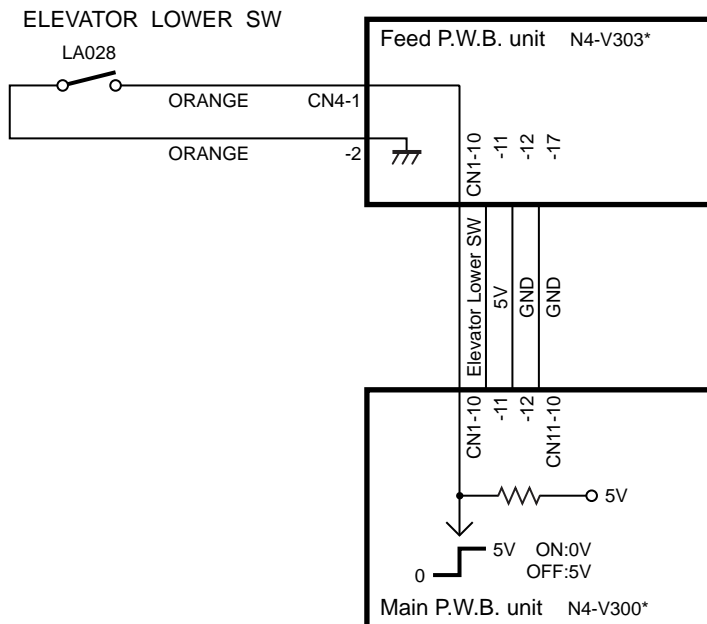 ELEVATOR LOWER SW
LA028
ORANGE
CN4-1
ORANGE
-2
Feed P.W.B. unit N4-V303*
CN1-10
-11
-12
-17
Elevator Lower SW
5V
GND
GND
CN1-10
-11
-12
CN11-10
5V
5V ON:0V
0 OFF:5V
Main P.W.B. unit N4-V300*